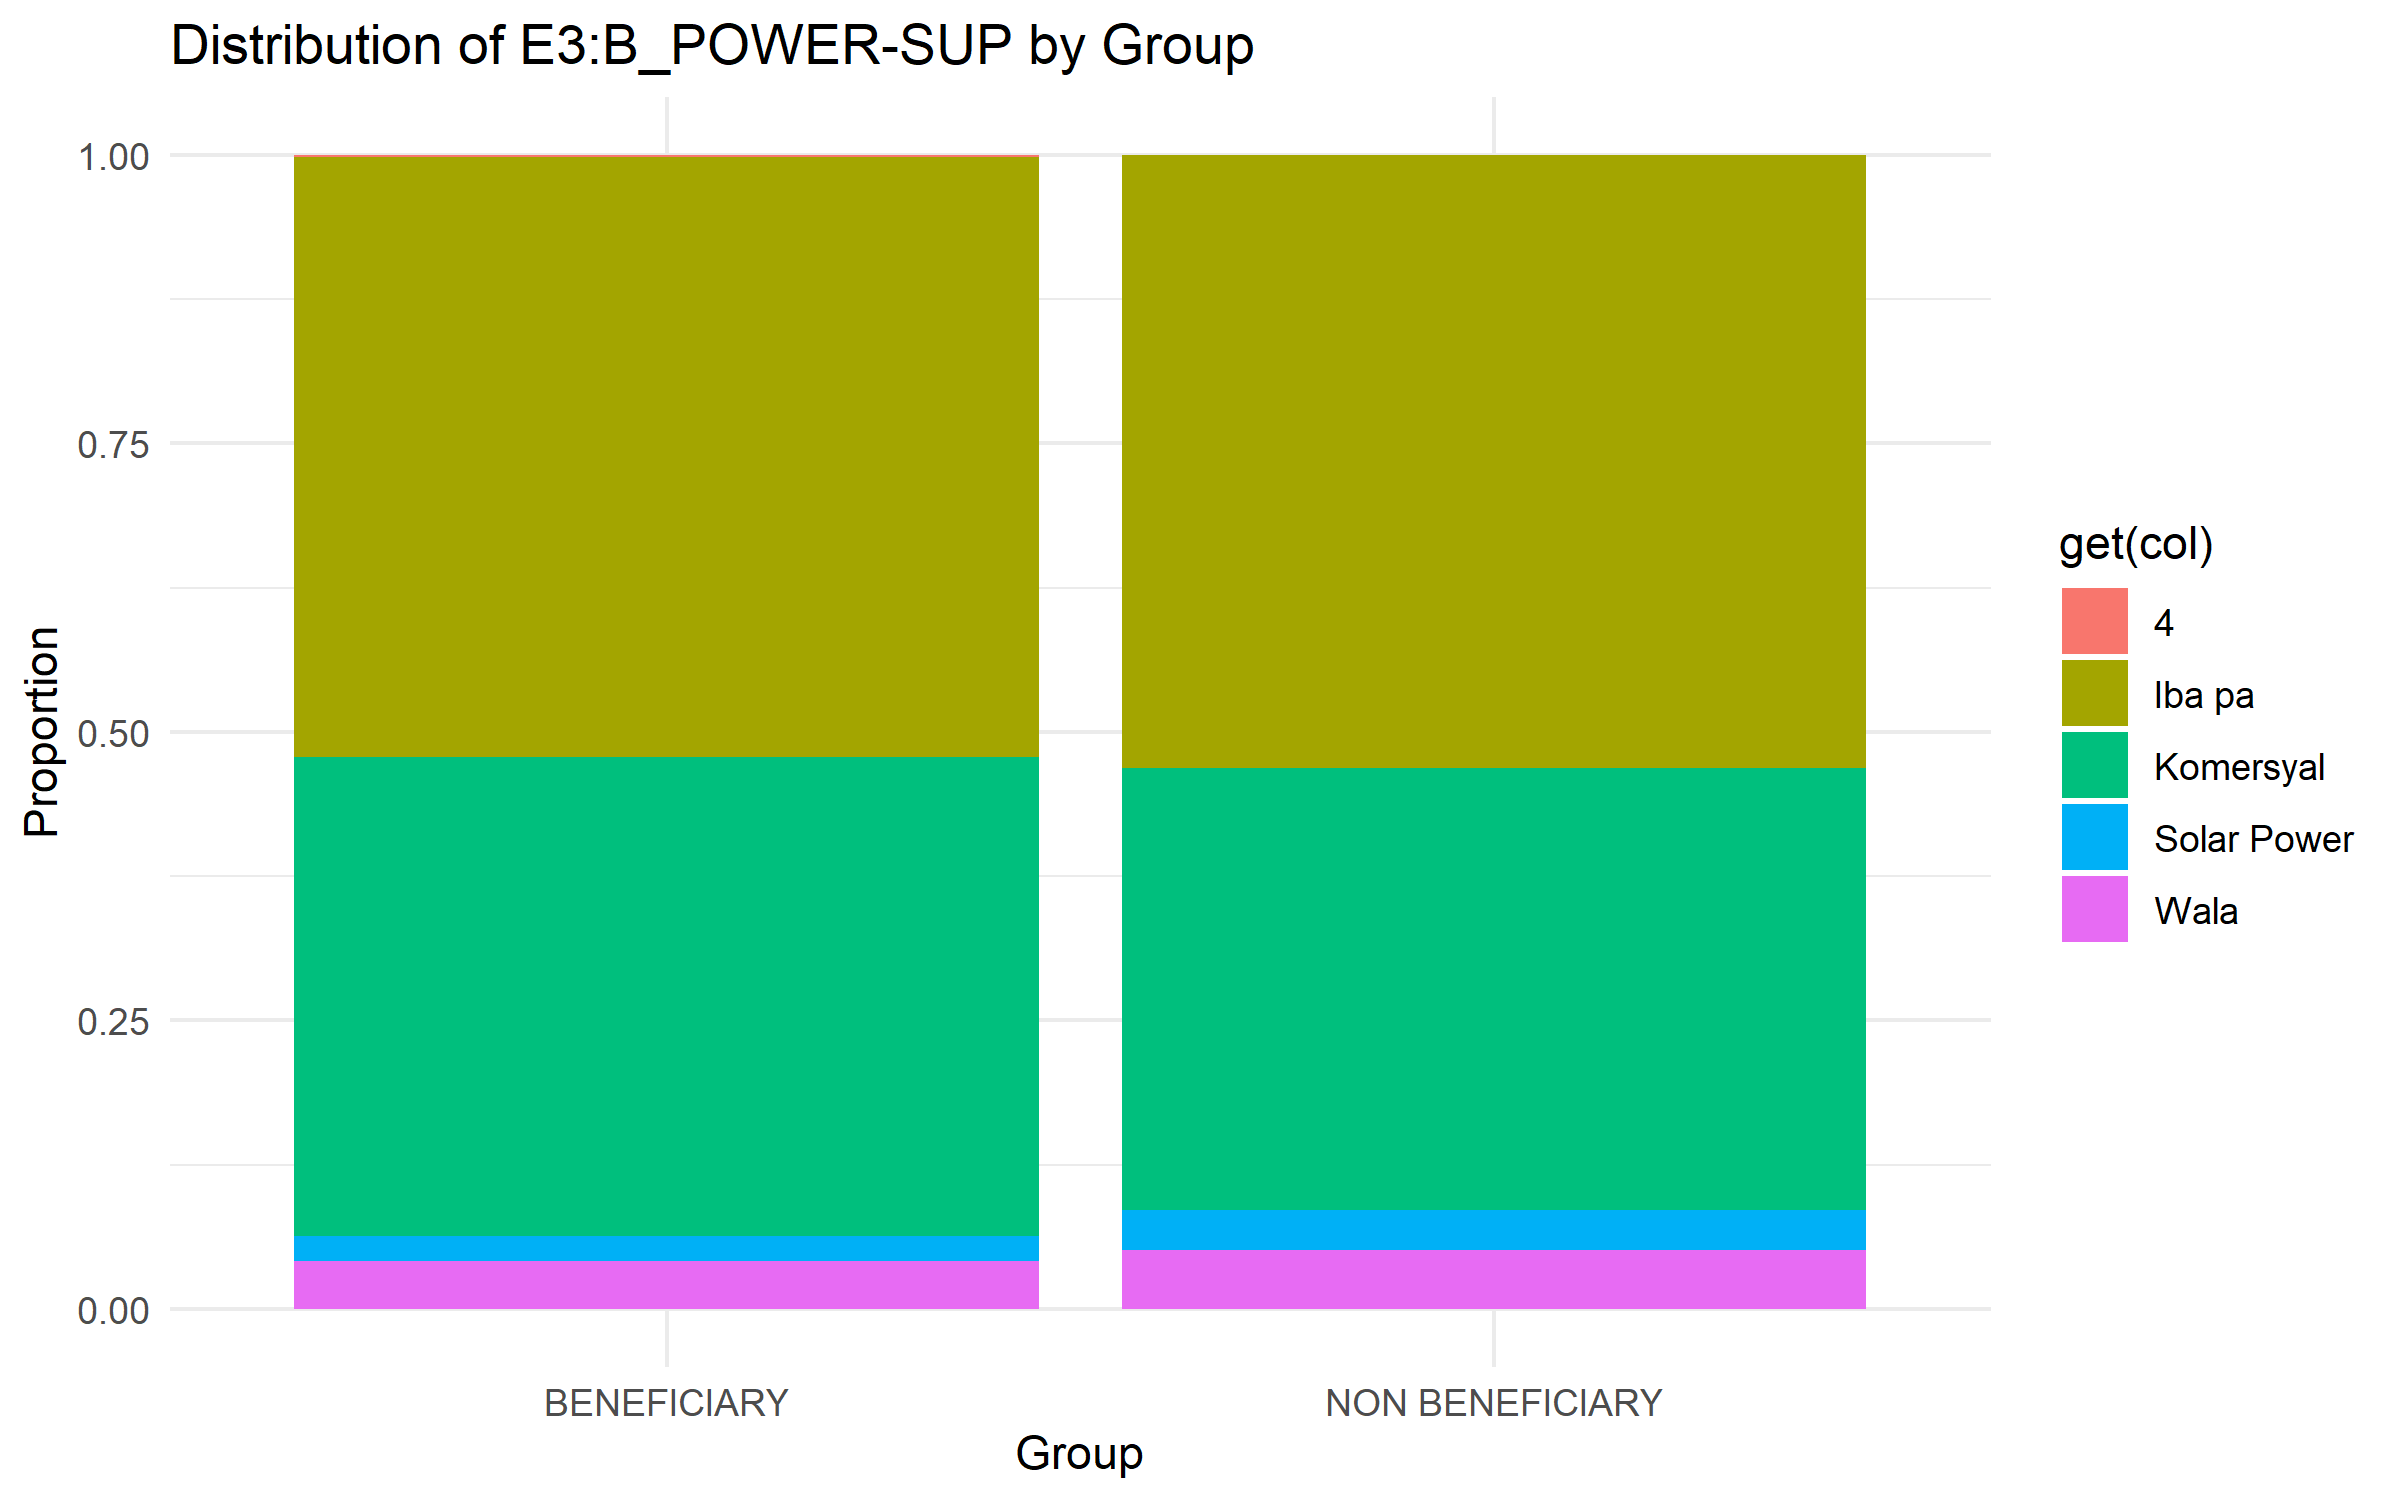 Distribution of E3:B_POWER-SUP by Group
1.00
0.75
0.50
0.25
0.00
Proportion
BENEFICIARY
NON BENEFICIARY
Group
get(col)
4
Iba pa
Komersyal
Solar Power
Wala